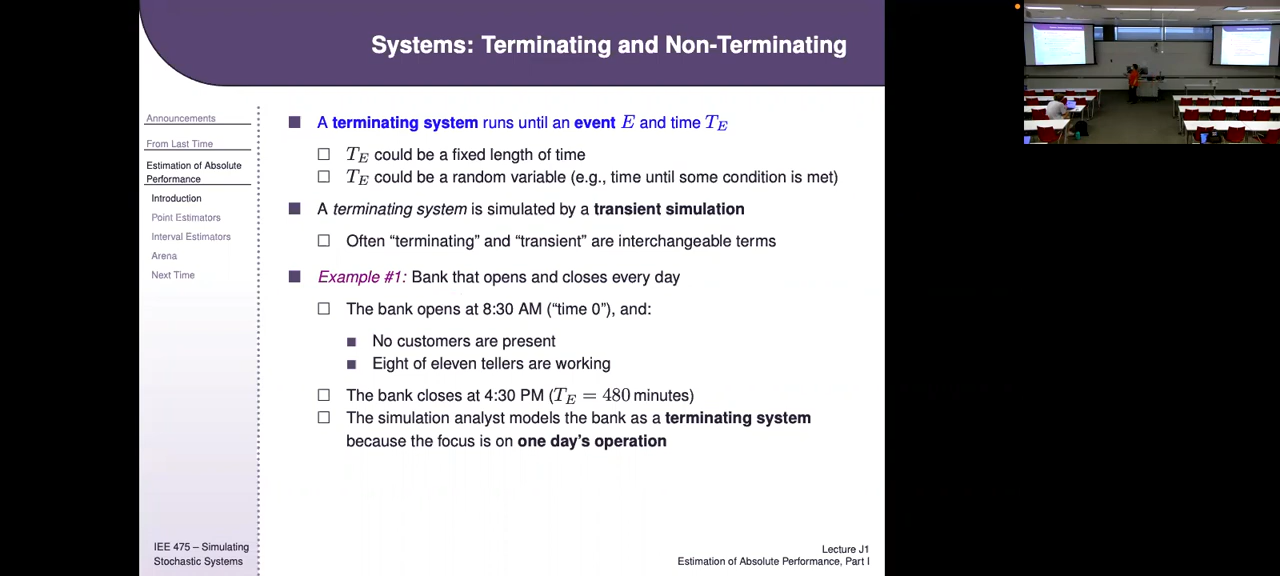 Systems: Terminating and Non-Terminating
Announcements
From Last Time
Estimation of Absolute
Performance
Introduction
Point Estimators
Interval Estimators
Arena
Next Time
■ A terminating system runs until an event E and time T_E
□ T_E could be a fixed length of time
□ T_E could be a random variable (e.g., time until some condition is met)
■ A terminating system is simulated by a transient simulation
□ Often “terminating” and “transient” are interchangeable terms
■ Example #1: Bank that opens and closes every day
□ The bank opens at 8:30 AM (“time 0”), and:
■ No customers are present
■ Eight of eleven tellers are working
□ The bank closes at 4:30 PM (T_E = 480 minutes)
□ The simulation analyst models the bank as a terminating system
because the focus is on one day’s operation
IEE 475 – Simulating
Stochastic Systems
Lecture J1
Estimation of Absolute Performance, Part I